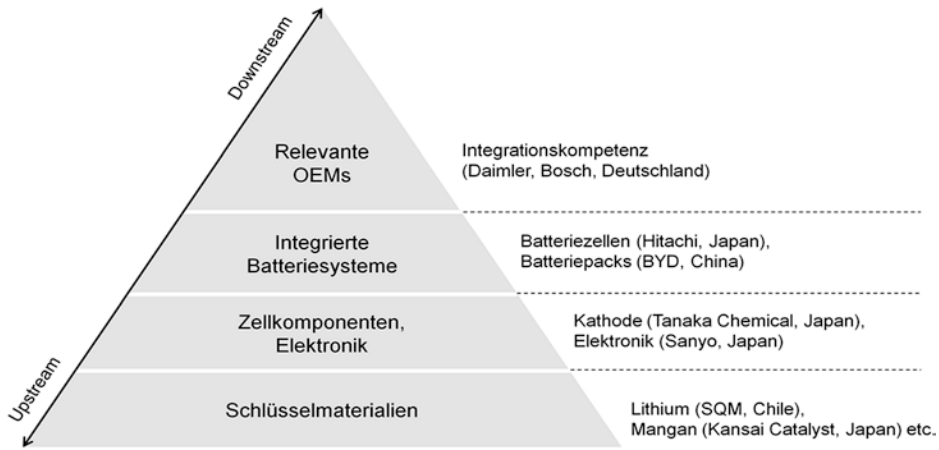 Downstream
Relevante
OEMs
Integrationskompetenz
(Daimler, Bosch, Deutschland)
Integrierte
Batteriesysteme
Batteriezellen (Hitachi, Japan),
Batteriepacks (BYD, China)
Zellkomponenten,
Elektronik
Kathode (Tanaka Chemical, Japan),
Elektronik (Sanyo, Japan)
Upstream
Schlüsselmaterialien
Lithium (SQM, Chile),
Mangan (Kansai Catalyst, Japan) etc.